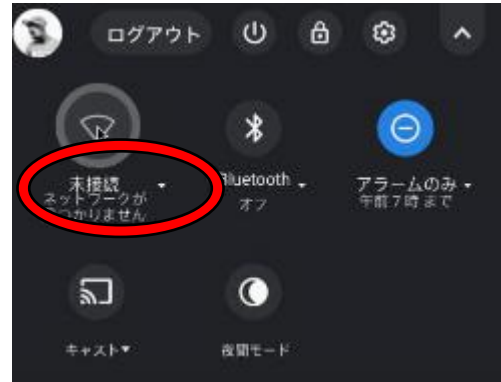 ログアウト
未接続
ネットワークが
見つかりません
Bluetooth
オフ
アラームのみ
午前7時まで
キャスト
夜間モード